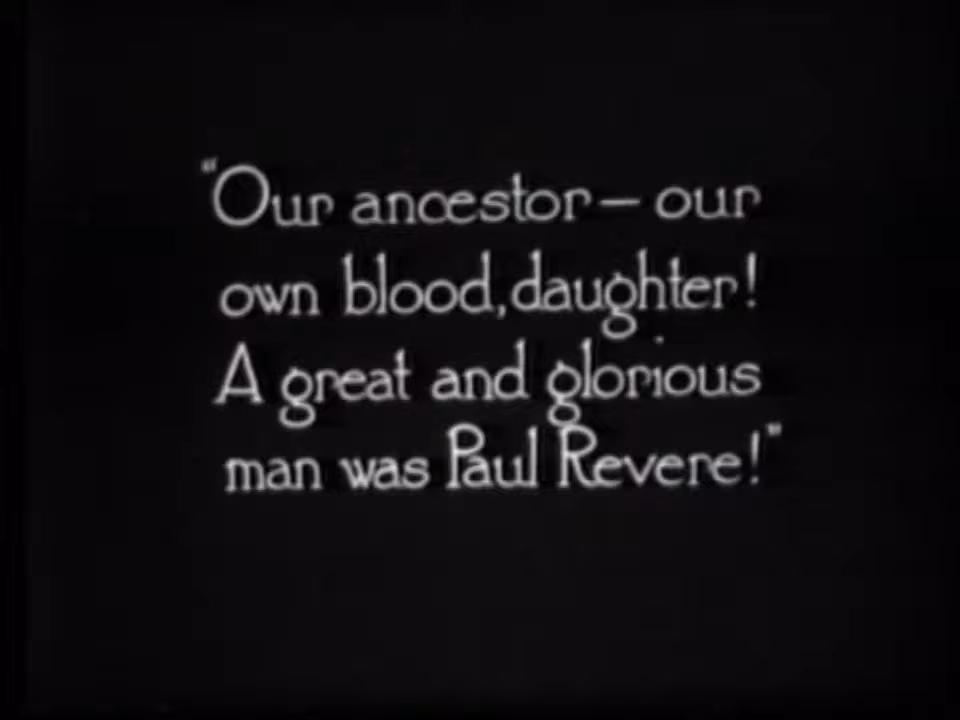 "Our ancestor — our
own blood, daughter!
A great and glorious
man was Paul Revere!"